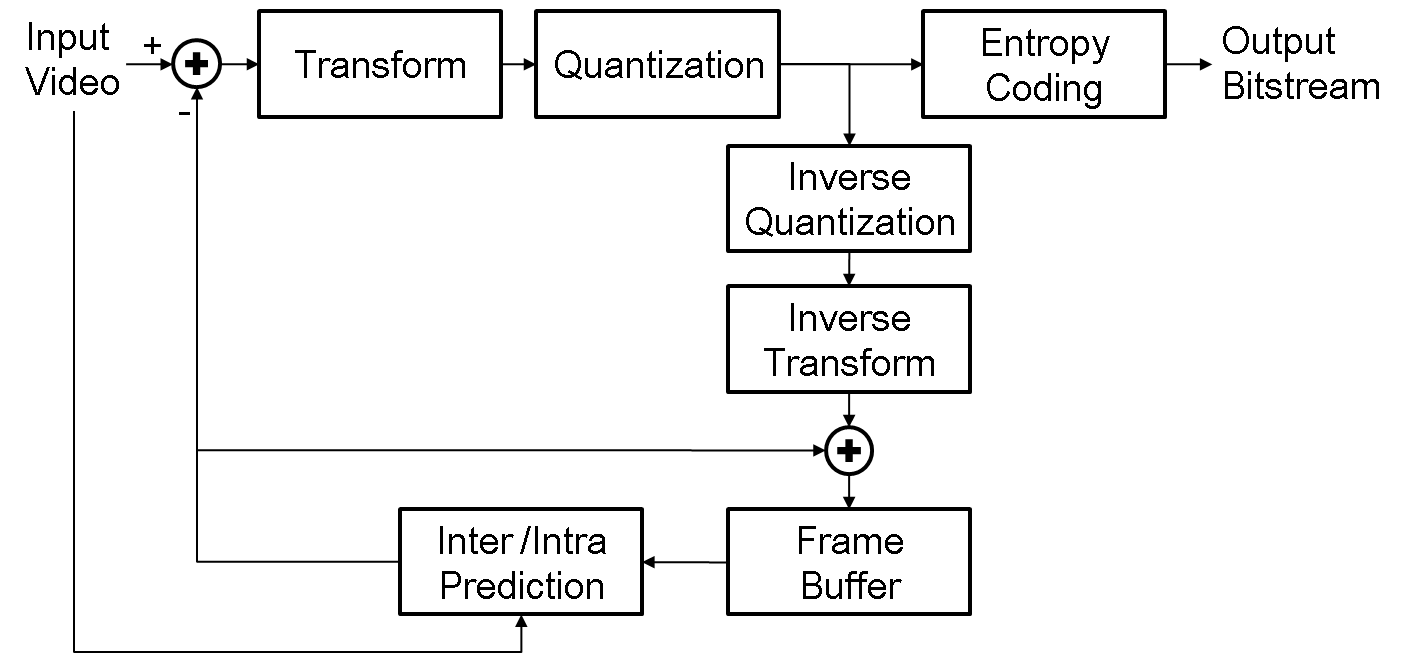 Input
Video
+
-
Transform
Quantization
Entropy
Coding
Output
Bitstream
Inverse
Quantization
Inverse
Transform
Inter /Intra
Prediction
Frame
Buffer